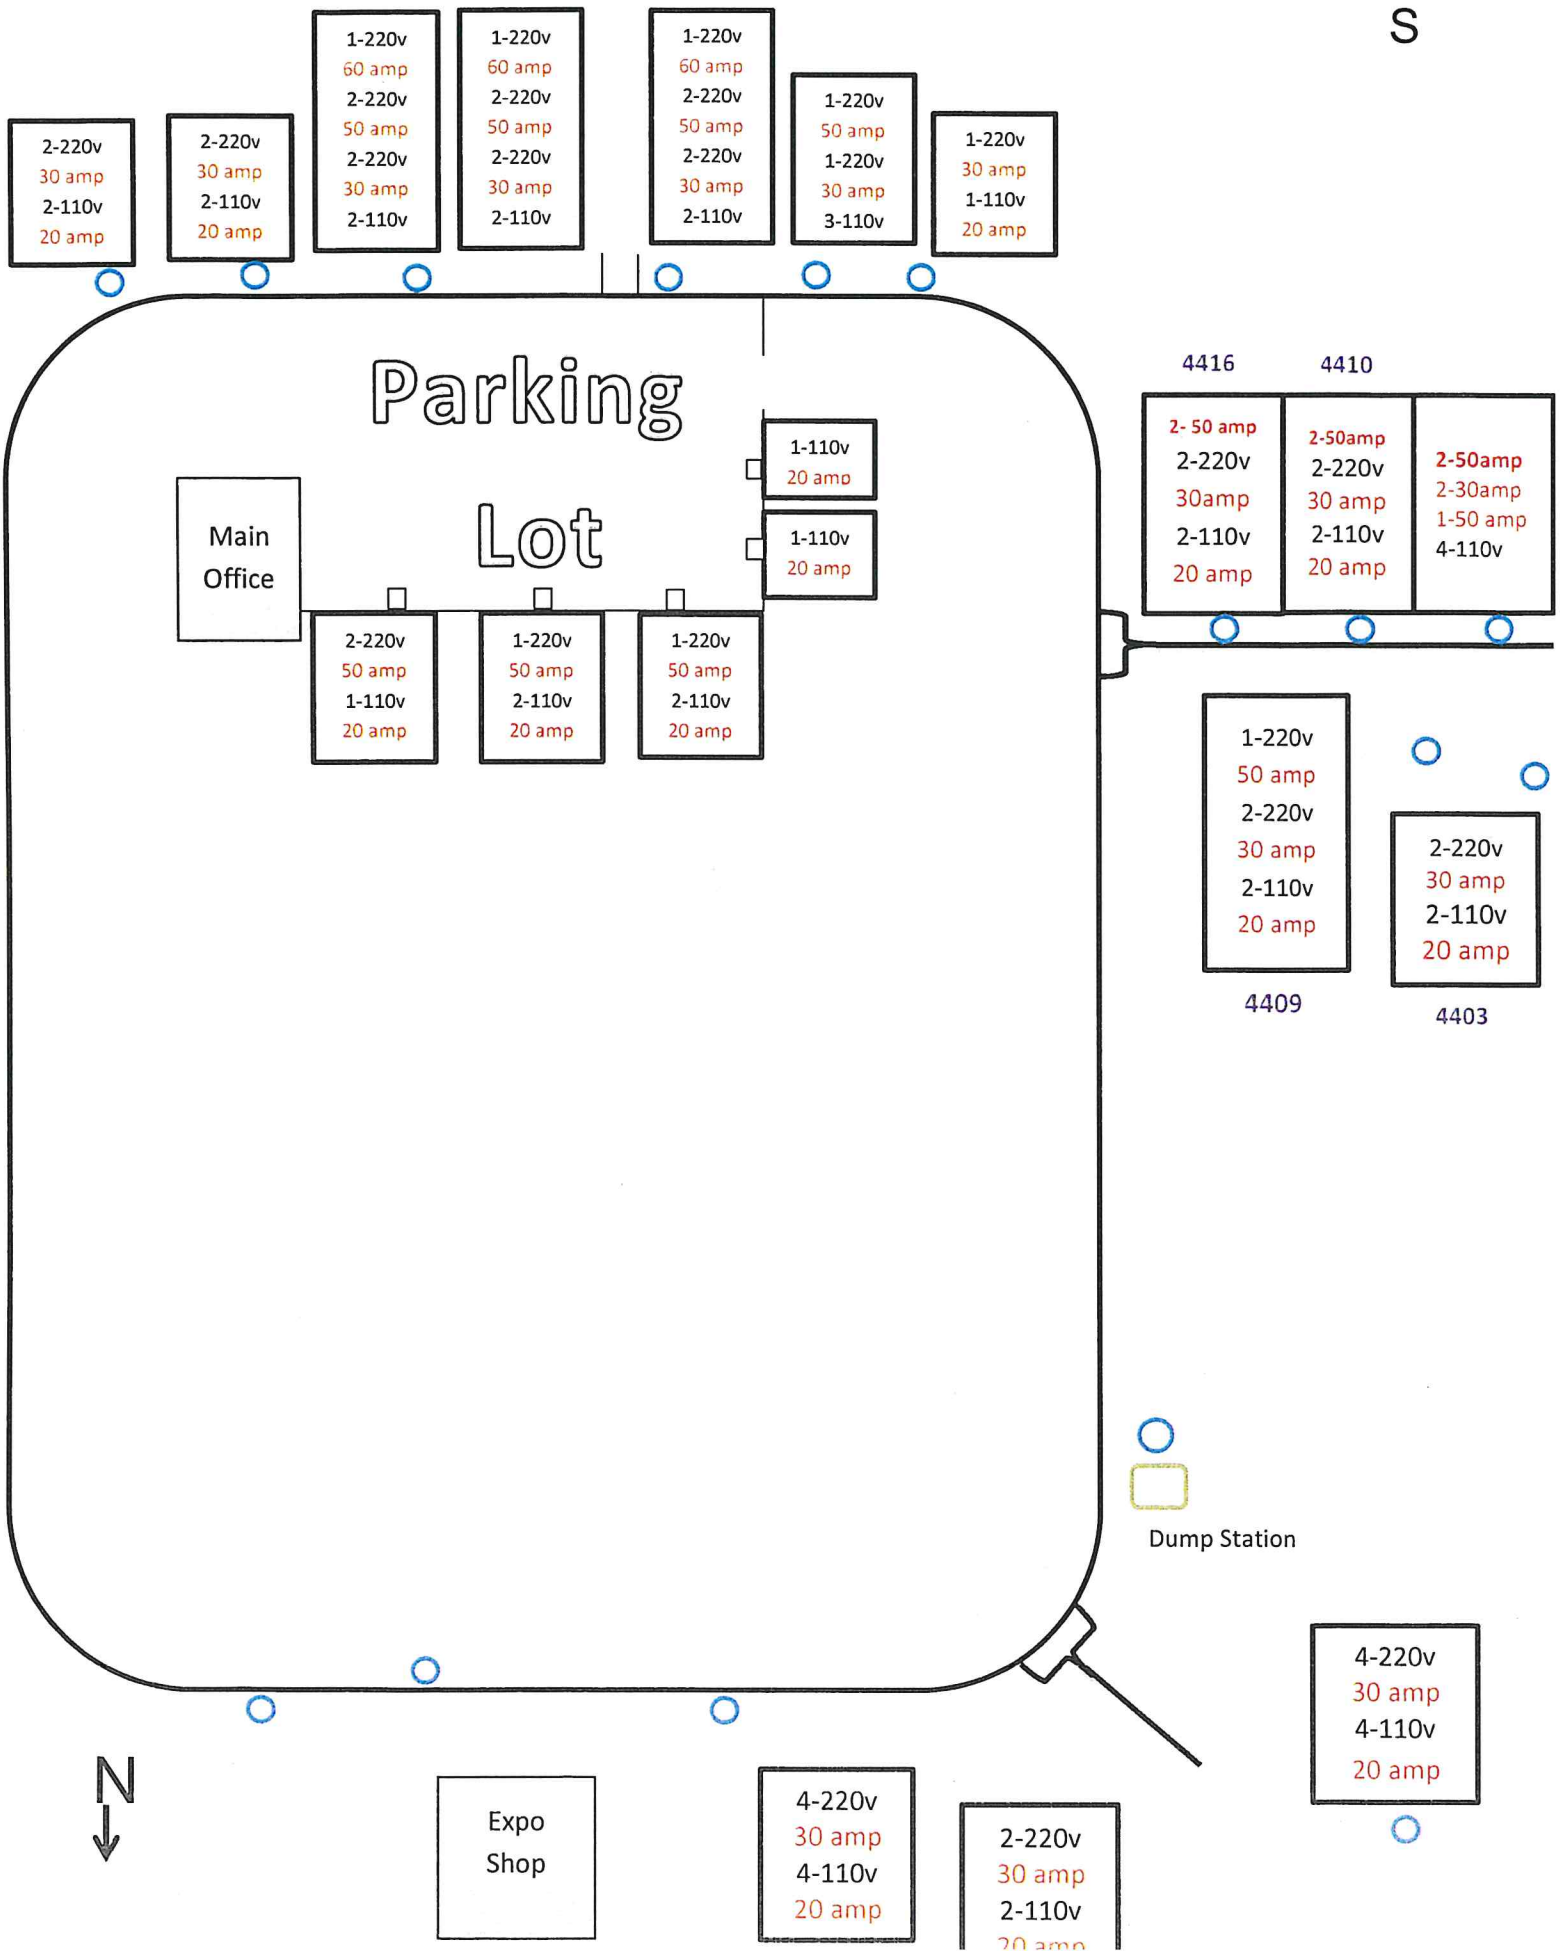 S
2-220v
30 amp
2-110v
20 amp
2-220v
30 amp
2-110v
20 amp
1-220v
60 amp
2-220v
50 amp
2-220v
30 amp
2-110v
1-220v
60 amp
2-220v
50 amp
2-220v
30 amp
2-110v
1-220v
60 amp
2-220v
50 amp
2-220v
30 amp
2-110v
1-220v
50 amp
1-220v
30 amp
3-110v
1-220v
30 amp
1-110v
20 amp
Parking
Lot
Main
Office
1-110v
20 amp
1-110v
20 amp
2-220v
50 amp
1-110v
20 amp
1-220v
50 amp
2-110v
20 amp
1-220v
50 amp
2-110v
20 amp
4416
2- 50 amp
2-220v
30amp
2-110v
20 amp
4410
2-50amp
2-220v
30 amp
2-110v
20 amp
2-50amp
2-30amp
1-50 amp
4-110v
1-220v
50 amp
2-220v
30 amp
2-110v
20 amp
4409
2-220v
30 amp
2-110v
20 amp
4403
Dump Station
4-220v
30 amp
4-110v
20 amp
N
Expo
Shop
4-220v
30 amp
4-110v
20 amp
2-220v
30 amp
2-110v
20 amp